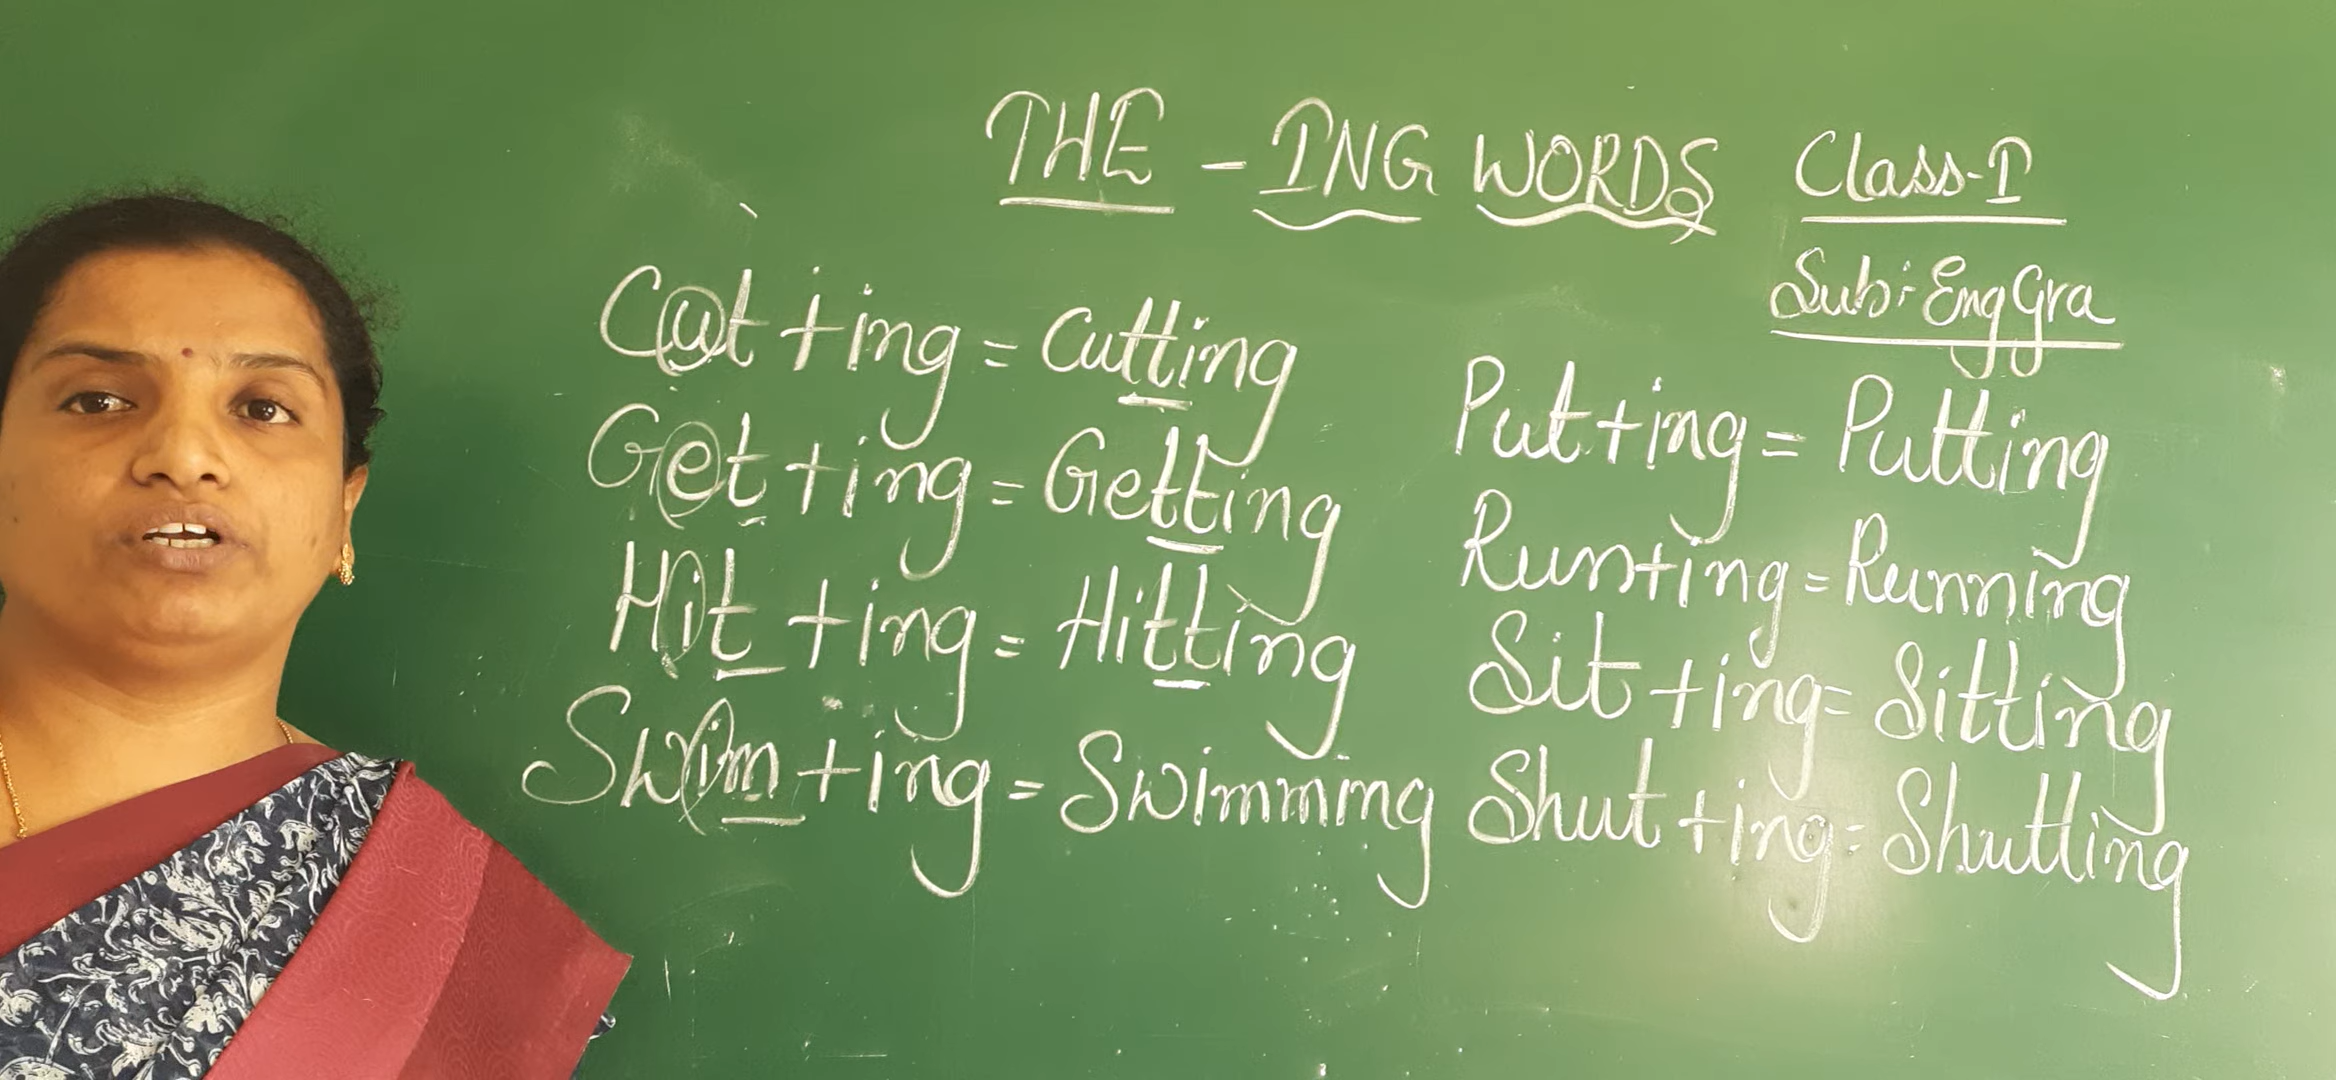 THE - ING WORDS Class-I
Sub: Eng Gra
Cut + ing = Cutting
Get + ing = Getting
Hit + ing = Hitting
Swim + ing = Swimming
Put + ing = Putting
Run + ing = Running
Sit + ing = Sitting
Shut + ing = Shutting